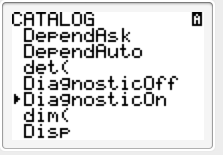 CATALOG A
DependAsk
DependAuto
det(
DiagnosticOff
▶DiagnosticOn
dim(
Disp